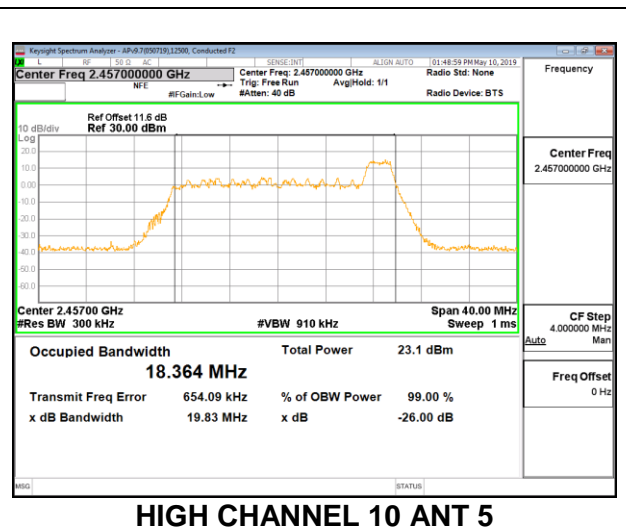 Keysight Spectrum Analyzer - APv9.7(050719),12500, Conducted F2
L RF 50 Ω AC SENSE:INT ALIGN AUTO 01:48:59 PM May 10, 2019
Center Freq 2.457000000 GHz Center Freq: 2.457000000 GHz Radio Std: None Frequency
NFE Trig: Free Run Avg|Hold: 1/1
#IFGain:Low #Atten: 40 dB Radio Device: BTS
Ref Offset 11.6 dB
10 dB/div Ref 30.00 dBm
Log
20.0
10.0
0.00
-10.0
-20.0
-30.0
-40.0
-50.0
-60.0
Center Freq
2.457000000 GHz
Center 2.45700 GHz Span 40.00 MHz
#Res BW 300 kHz #VBW 910 kHz Sweep 1 ms
CF Step
4.000000 MHz
Auto Man
Occupied Bandwidth Total Power 23.1 dBm
18.364 MHz
Transmit Freq Error 654.09 kHz % of OBW Power 99.00 %
x dB Bandwidth 19.83 MHz x dB -26.00 dB
Freq Offset
0 Hz
MSG STATUS
HIGH CHANNEL 10 ANT 5